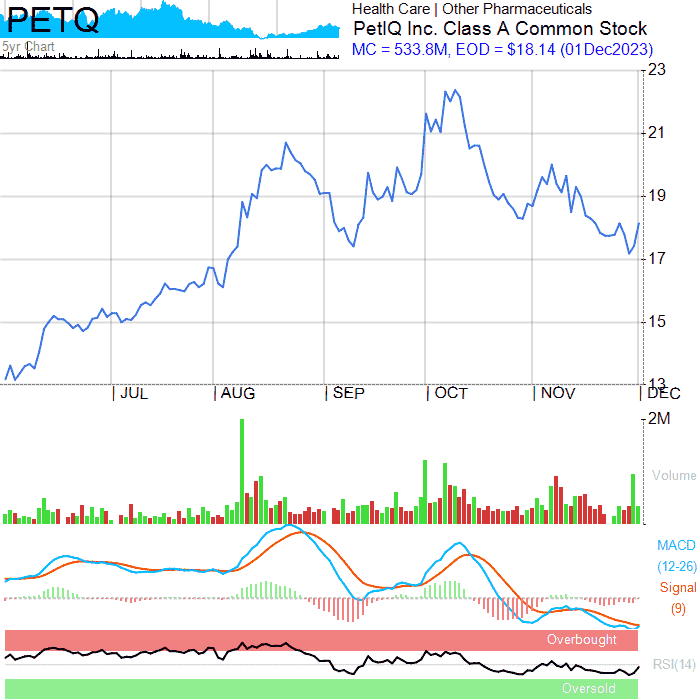 PETQ
5yr Chart
Health Care | Other Pharmaceuticals
PetIQ Inc. Class A Common Stock
MC = 533.8M, EOD = $18.14 (01Dec2023)
23
21
19
17
15
13
JUL AUG SEP OCT NOV DEC
2M
Volume
MACD
(12-26)
Signal
(9)
Overbought
RSI(14)
Oversold